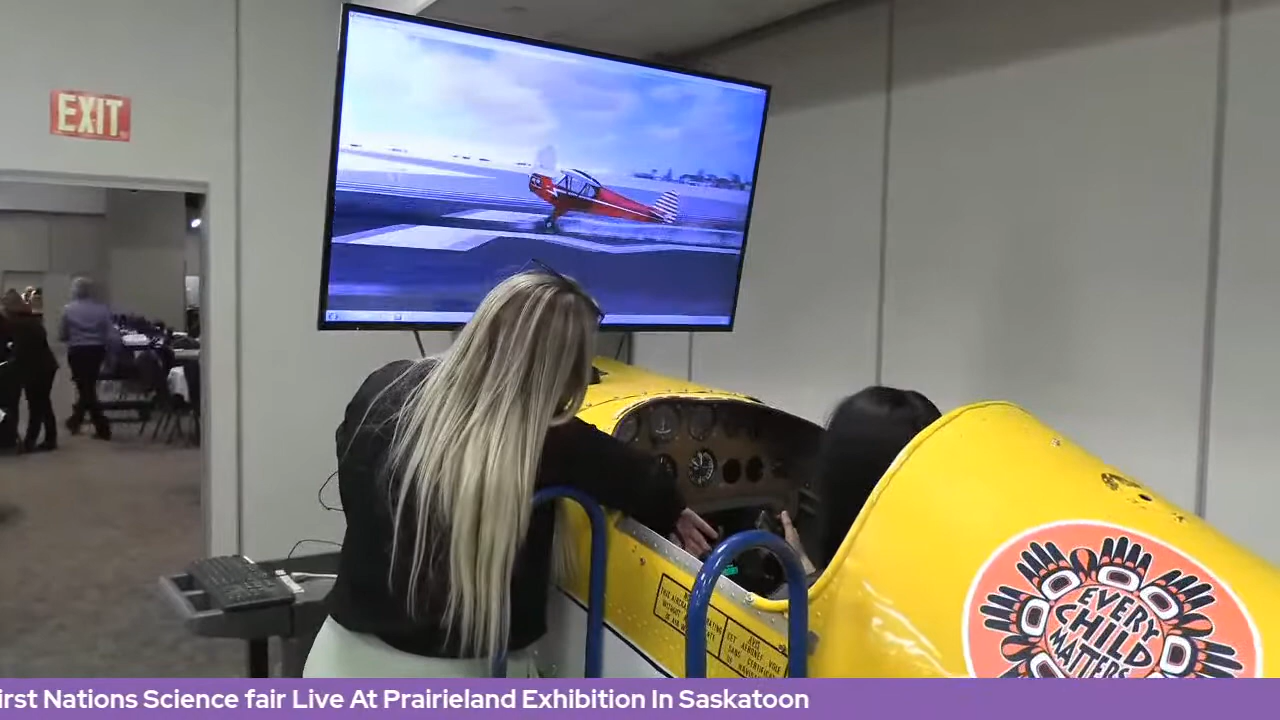 EXIT
EVERY
CHILD
MATTERS
irst Nations Science fair Live At Prairieland Exhibition In Saskatoon